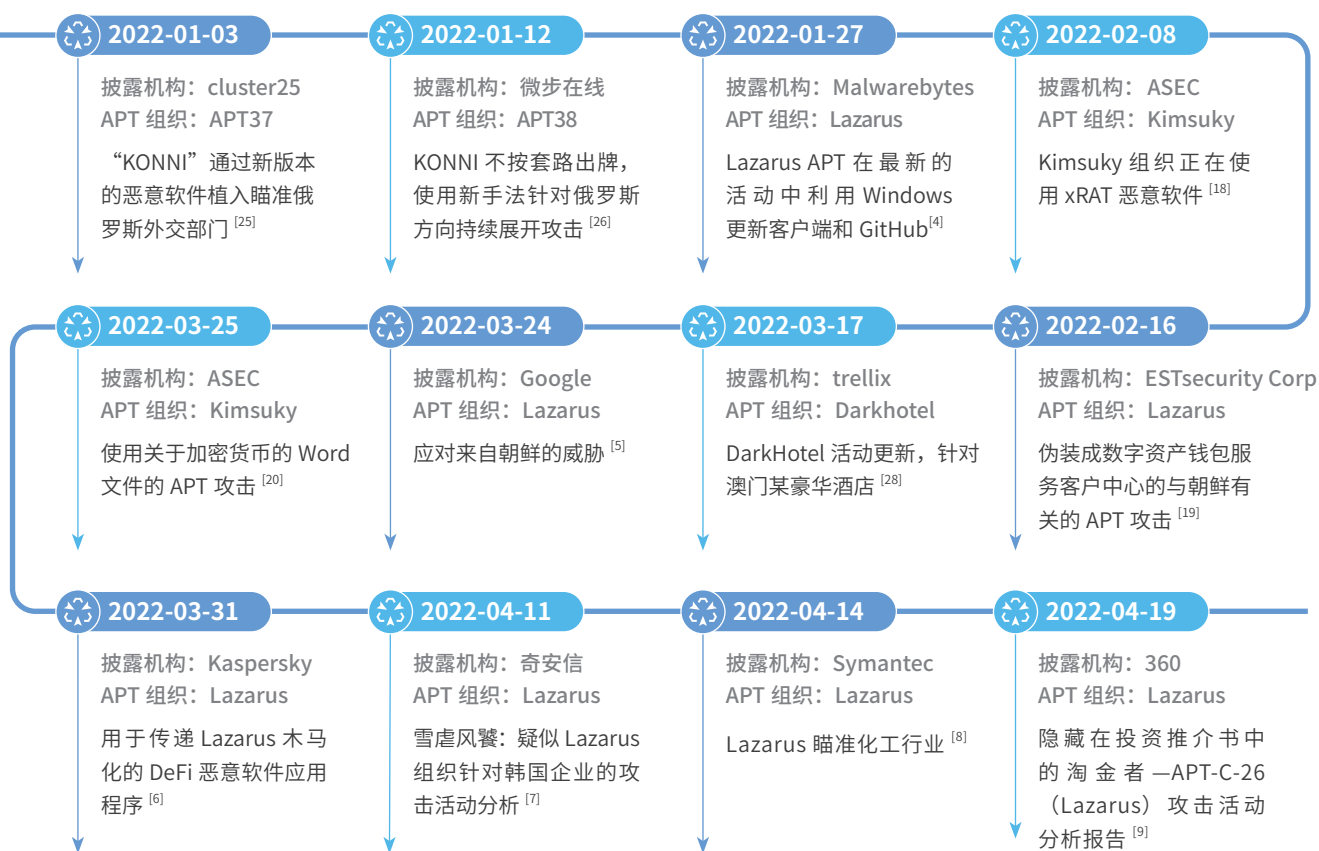 2022-01-03
披露机构：cluster25
APT 组织：APT37
“KONNI”通过新版本
的恶意软件植入瞄准俄
罗斯外交部门 [25]
2022-01-12
披露机构：微步在线
APT 组织：APT38
KONNI 不按套路出牌，
使用新手法针对俄罗斯
方向持续展开攻击 [26]
2022-01-27
披露机构：Malwarebytes
APT 组织：Lazarus
Lazarus APT 在最新的
活动中利用 Windows
更新客户端和 GitHub[4]
2022-02-08
披露机构：ASEC
APT 组织：Kimsuky
Kimsuky 组织正在使
用 xRAT 恶意软件 [18]
2022-02-16
披露机构：ESTsecurity Corp
APT 组织：Lazarus
伪装成数字资产钱包服
务客户中心的与朝鲜有
关的 APT 攻击 [19]
2022-03-17
披露机构：trellix
APT 组织：Darkhotel
DarkHotel 活动更新，针对
澳门某豪华酒店 [28]
2022-03-24
披露机构：Google
APT 组织：Lazarus
应对来自朝鲜的威胁 [5]
2022-03-25
披露机构：ASEC
APT 组织：Kimsuky
使用关于加密货币的 Word
文件的 APT 攻击 [20]
2022-03-31
披露机构：Kaspersky
APT 组织：Lazarus
用于传递 Lazarus 木马
化的 DeFi 恶意软件应用
程序 [6]
2022-04-11
披露机构：奇安信
APT 组织：Lazarus
雪虐风饕：疑似 Lazarus
组织针对韩国企业的攻
击活动分析 [7]
2022-04-14
披露机构：Symantec
APT 组织：Lazarus
Lazarus 瞄准化工行业 [8]
2022-04-19
披露机构：360
APT 组织：Lazarus
隐藏在投资推介书中
的淘金者 —APT-C-26
（Lazarus）攻击活动
分析报告 [9]